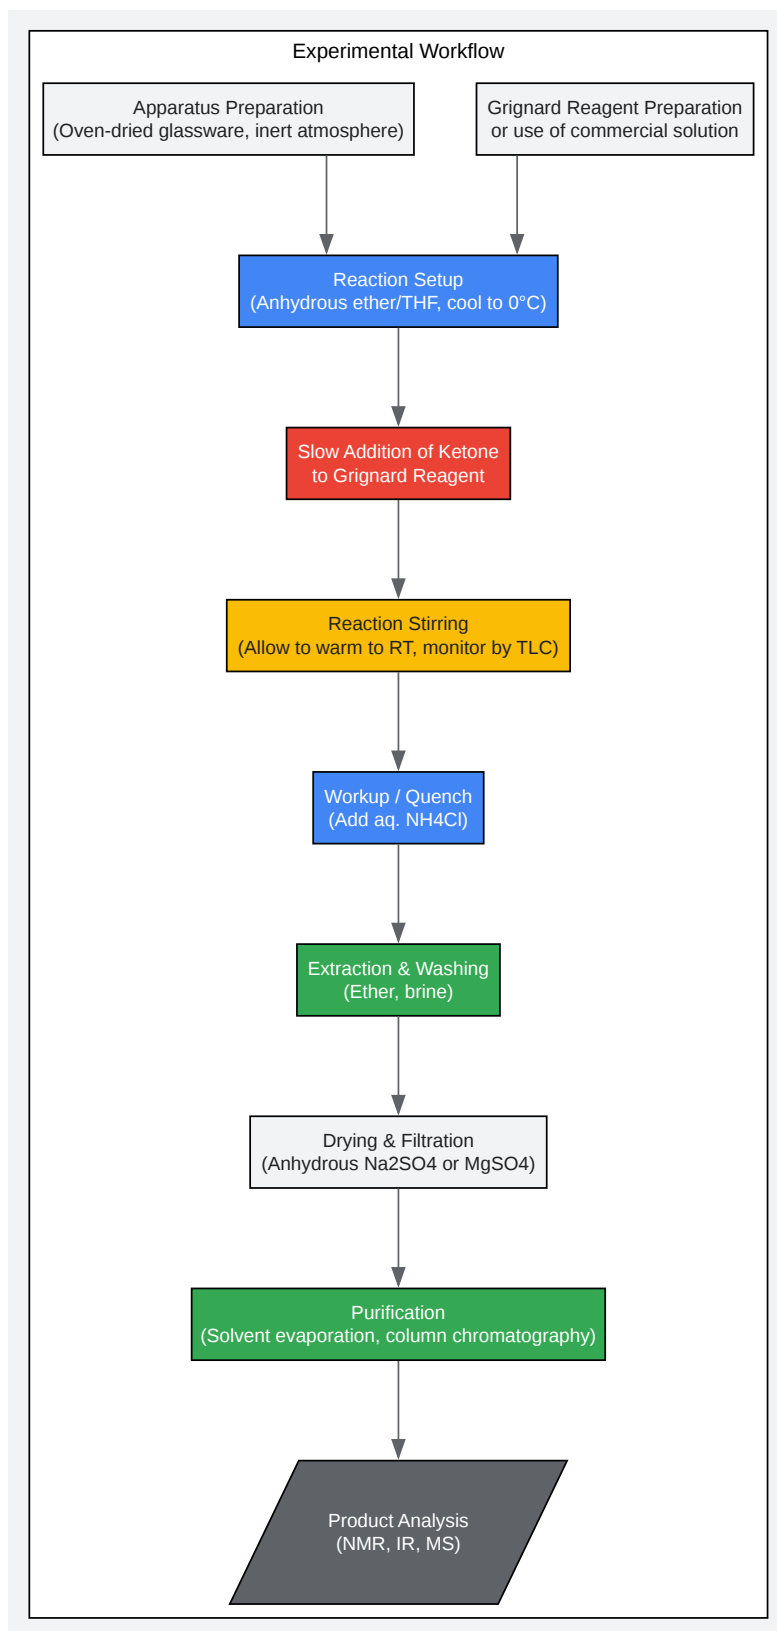 Experimental Workflow
Apparatus Preparation
(Oven-dried glassware, inert atmosphere)
Grignard Reagent Preparation
or use of commercial solution
Reaction Setup
(Anhydrous ether/THF, cool to 0°C)
Slow Addition of Ketone
to Grignard Reagent
Reaction Stirring
(Allow to warm to RT, monitor by TLC)
Workup / Quench
(Add aq. NH4Cl)
Extraction & Washing
(Ether, brine)
Drying & Filtration
(Anhydrous Na2SO4 or MgSO4)
Purification
(Solvent evaporation, column chromatography)
Product Analysis
(NMR, IR, MS)